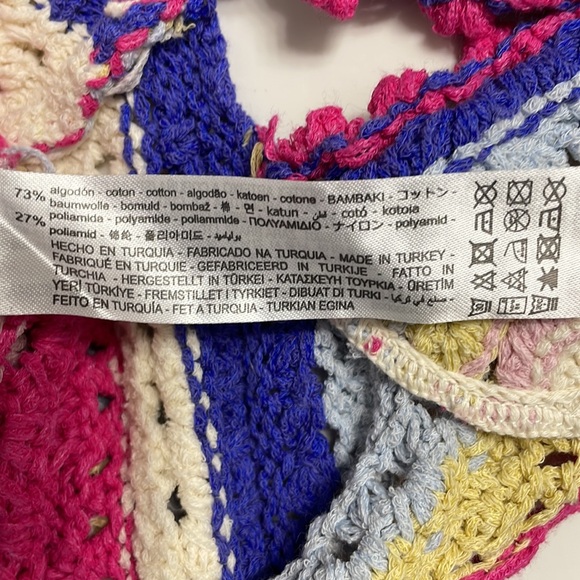 73% algodón - coton - cotton - algodão - katoen - cotone - ΒΑΜΒΑΚΙ - コットン -
baumwolle - bomuld - bombaž - 棉 - 면 - katun - قطن - cotó - kotoia
27% poliamida - polyamide - poliammide - ΠΟΛΥΑΜΙΔΙΟ - ナイロン - polyamid -
poliamid - 锦纶 - 폴리아미드 - بولياميد
HECHO EN TURQUIA - FABRICADO NA TURQUIA - MADE IN TURKEY -
FABRIQUÉ EN TURQUIE - GEFABRICEERD IN TURKIJE - FATTO IN
TURCHIA - HERGESTELLT IN TÜRKEI - ΚΑΤΑΣΚΕΥΗ ΤΟΥΡΚΙΑ - ÜRETİM
YERİ TÜRKİYE - FREMSTILLET I TYRKIET - DIBUAT DI TURKI - صنع في تركيا -
FEITO EN TURQUÍA - FET A TURQUIA - TURKIAN EGINA